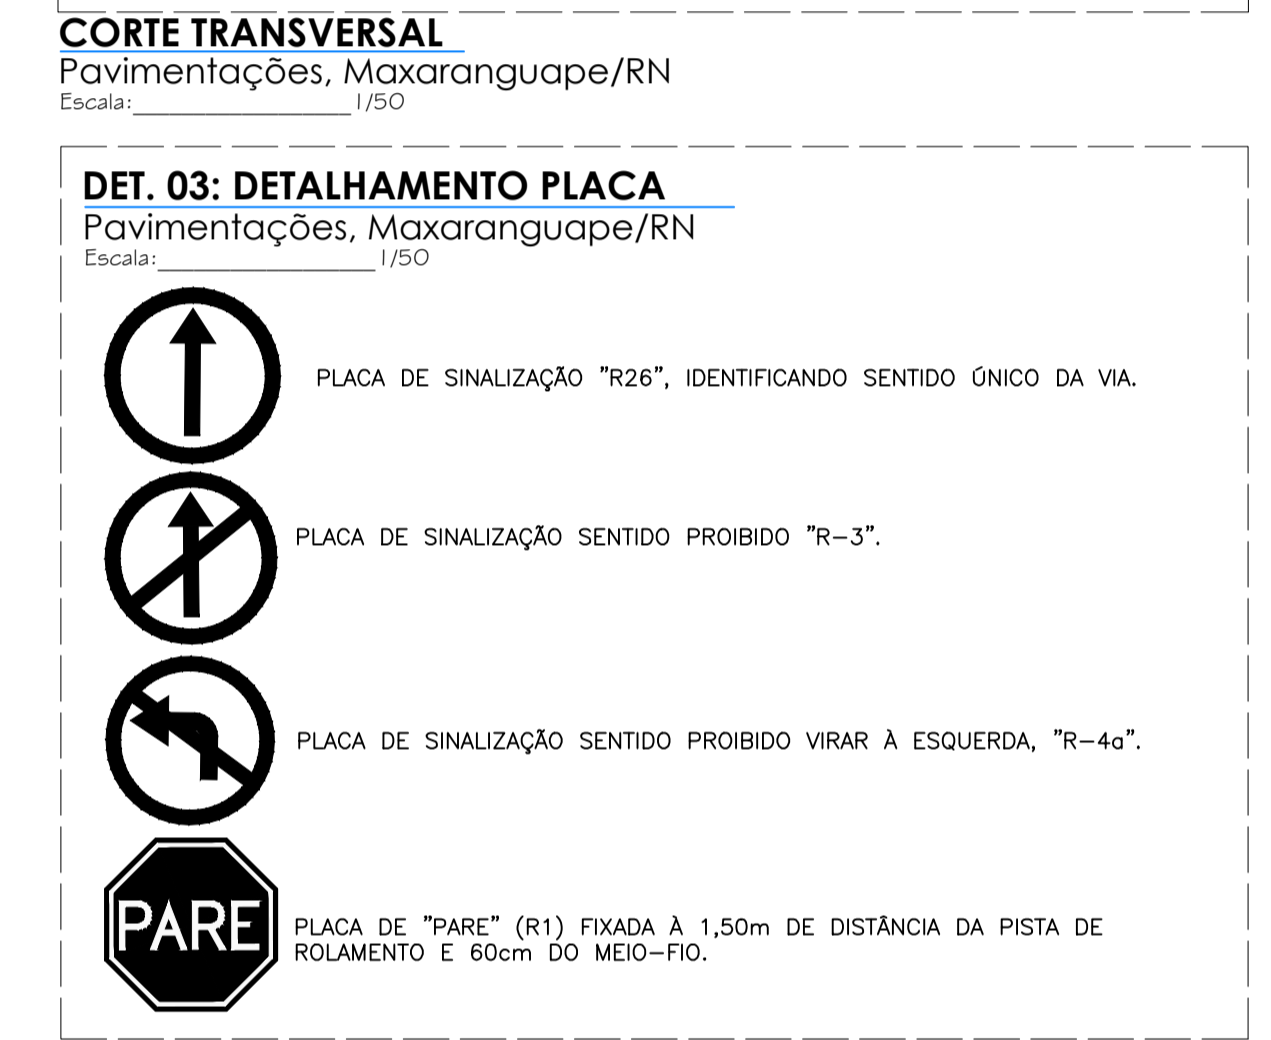 CORTE TRANSVERSAL
Pavimentações, Maxaranguape/RN
Escala:__________________1/50
DET. 03: DETALHAMENTO PLACA
Pavimentações, Maxaranguape/RN
Escala:__________________1/50
PLACA DE SINALIZAÇÃO "R26", IDENTIFICANDO SENTIDO ÚNICO DA VIA.
PLACA DE SINALIZAÇÃO SENTIDO PROIBIDO "R-3".
PLACA DE SINALIZAÇÃO SENTIDO PROIBIDO VIRAR À ESQUERDA, "R-4a".
PARE
PLACA DE "PARE" (R1) FIXADA À 1,50m DE DISTÂNCIA DA PISTA DE
ROLAMENTO E 60cm DO MEIO-FIO.